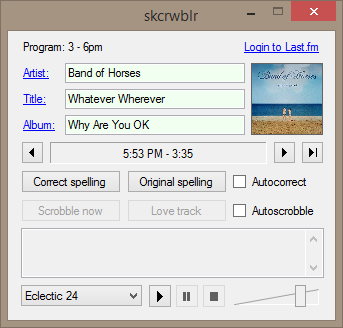 skcrwblr
Program: 3 - 6pm
Login to Last.fm
Artist: Band of Horses
Title: Whatever Wherever
Album: Why Are You OK
Band of Horses
5:53 PM - 3:35
Correct spelling
Original spelling
Autocorrect
Scrobble now
Love track
Autoscrobble
Eclectic 24